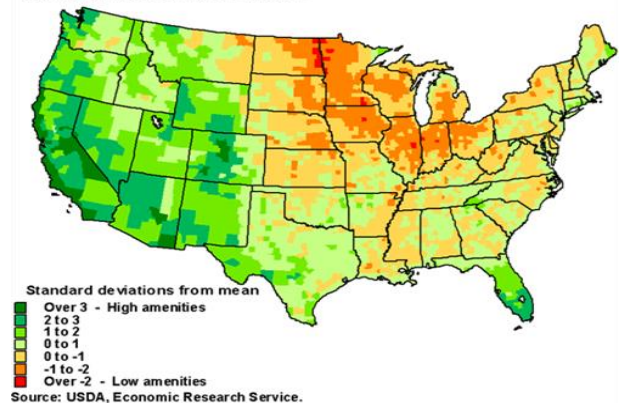 Standard deviations from mean
Over 3 - High amenities
2 to 3
1 to 2
0 to 1
0 to -1
-1 to -2
Over -2 - Low amenities
Source: USDA, Economic Research Service.